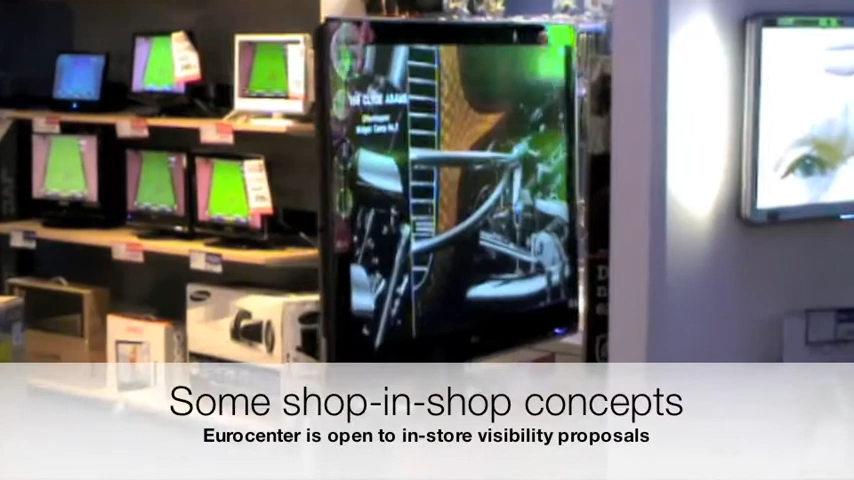 Some shop-in-shop concepts
Eurocenter is open to in-store visibility proposals